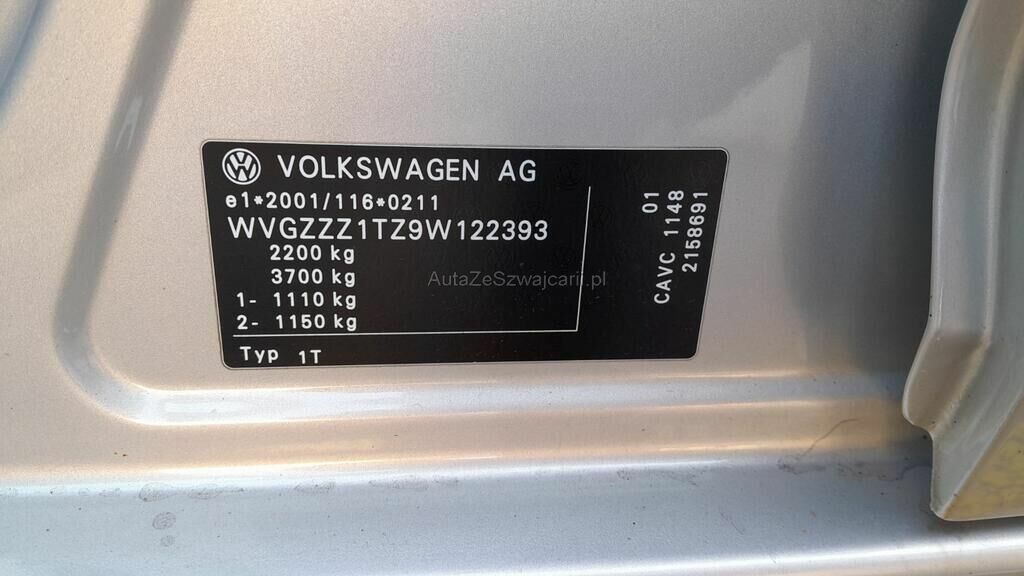 VOLKSWAGEN AG
e1*2001/116*0211
WVGZZZ1TZ9W122393
2200 kg
3700 kg
1- 1110 kg
2- 1150 kg
Typ 1T
01
CAVC 1148
2158691
AutaZeSzwajcarii.pl